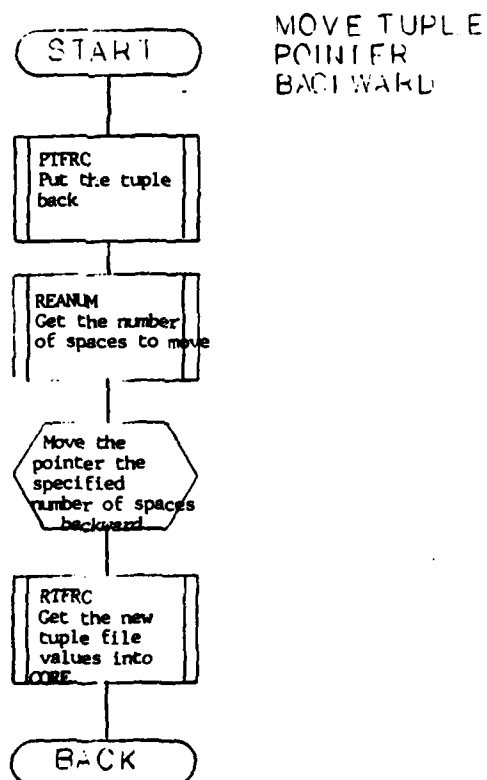 MOVE TUPLE
POINTER
BACKWARD
START
PTFRC
Put the tuple
back
REANUM
Get the number
of spaces to move
Move the
pointer the
specified
number of spaces
backward
RTFRC
Get the new
tuple file
values into
CORE
BACK